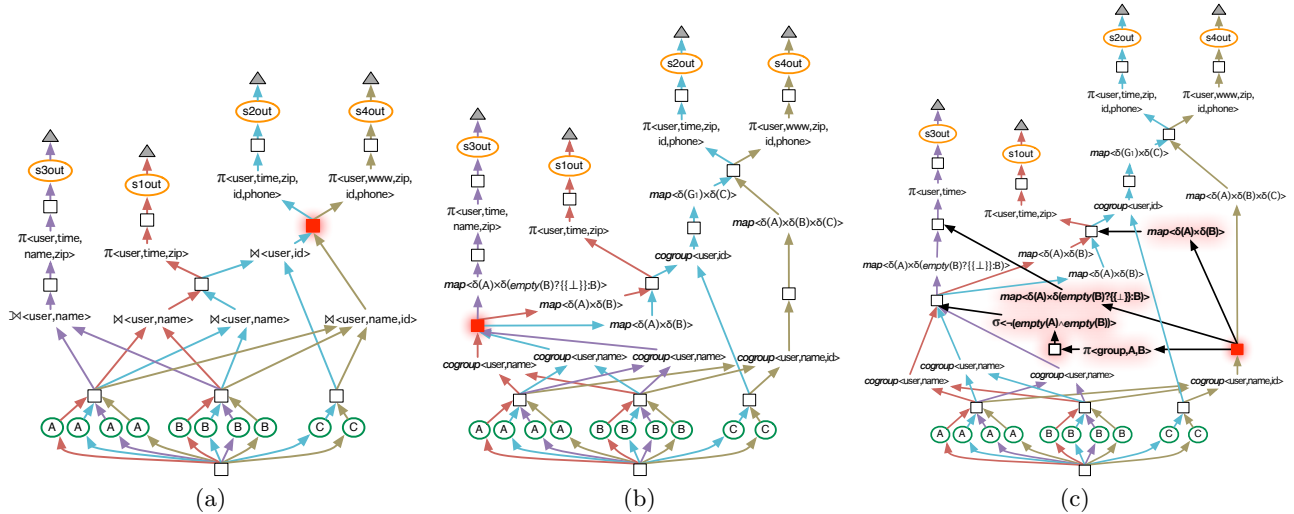 s2out
s4out
π<user,time,zip,
id,phone>
π<user,www,zip,
id,phone>
s3out
s1out
π<user,time,
name,zip>
π<user,time,zip>
⋈<user,id>
⟕<user,name>
⋈<user,name>
⋈<user,name>
⋈<user,name,id>
A
A
A
A
B
B
B
B
C
C
(a)
s2out
s4out
π<user,time,zip,
id,phone>
π<user,www,zip,
id,phone>
s3out
s1out
map<δ(G₁)×δ(C)>
π<user,time,
name,zip>
π<user,time,zip>
map<δ(A)×δ(B)×δ(C)>
cogroup<user,id>
map<δ(A)×δ(empty(B)?{{⊥}}:B)>
map<δ(A)×δ(B)>
map<δ(A)×δ(B)>
cogroup<user,name>
cogroup<user,name>
cogroup<user,name>
cogroup<user,name,id>
A
A
A
A
B
B
B
B
C
C
(b)
s2out
s4out
π<user,time,zip,
id,phone>
π<user,www,zip,
id,phone>
s3out
s1out
map<δ(G₁)×δ(C)>
π<user,time>
map<δ(A)×δ(B)×δ(C)>
cogroup<user,id>
π<user,time,zip>
map<δ(A)×δ(B)>
map<δ(A)×δ(B)>
map<δ(A)×δ(empty(B)?{{⊥}}:B)>
map<δ(A)×δ(B)>
map<δ(A)×δ(empty(B)?{{⊥}}:B)>
σ<¬(empty(A)∧empty(B))>
π<group,A,B>
cogroup<user,name>
cogroup<user,name>
cogroup<user,name>
cogroup<user,name,id>
A
A
A
A
B
B
B
B
C
C
(c)